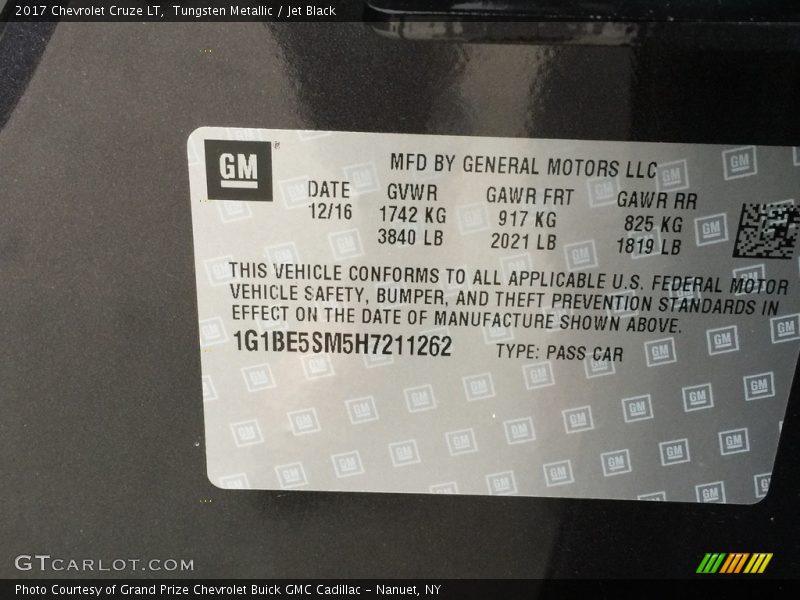 2017 Chevrolet Cruze LT, Tungsten Metallic / Jet Black
GM
MFD BY GENERAL MOTORS LLC
DATE GVWR GAWR FRT GAWR RR
12/16 1742 KG 917 KG 825 KG
3840 LB 2021 LB 1819 LB
THIS VEHICLE CONFORMS TO ALL APPLICABLE U.S. FEDERAL MOTOR
VEHICLE SAFETY, BUMPER, AND THEFT PREVENTION STANDARDS IN
EFFECT ON THE DATE OF MANUFACTURE SHOWN ABOVE.
1G1BE5SM5H7211262 TYPE: PASS CAR
GTCARLOT.COM
Photo Courtesy of Grand Prize Chevrolet Buick GMC Cadillac - Nanuet, NY